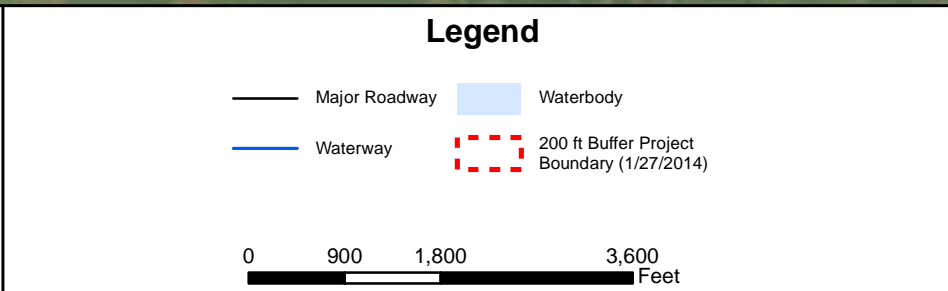 Legend
Major Roadway
Waterbody
Waterway
200 ft Buffer Project
Boundary (1/27/2014)
0 900 1,800 3,600
Feet